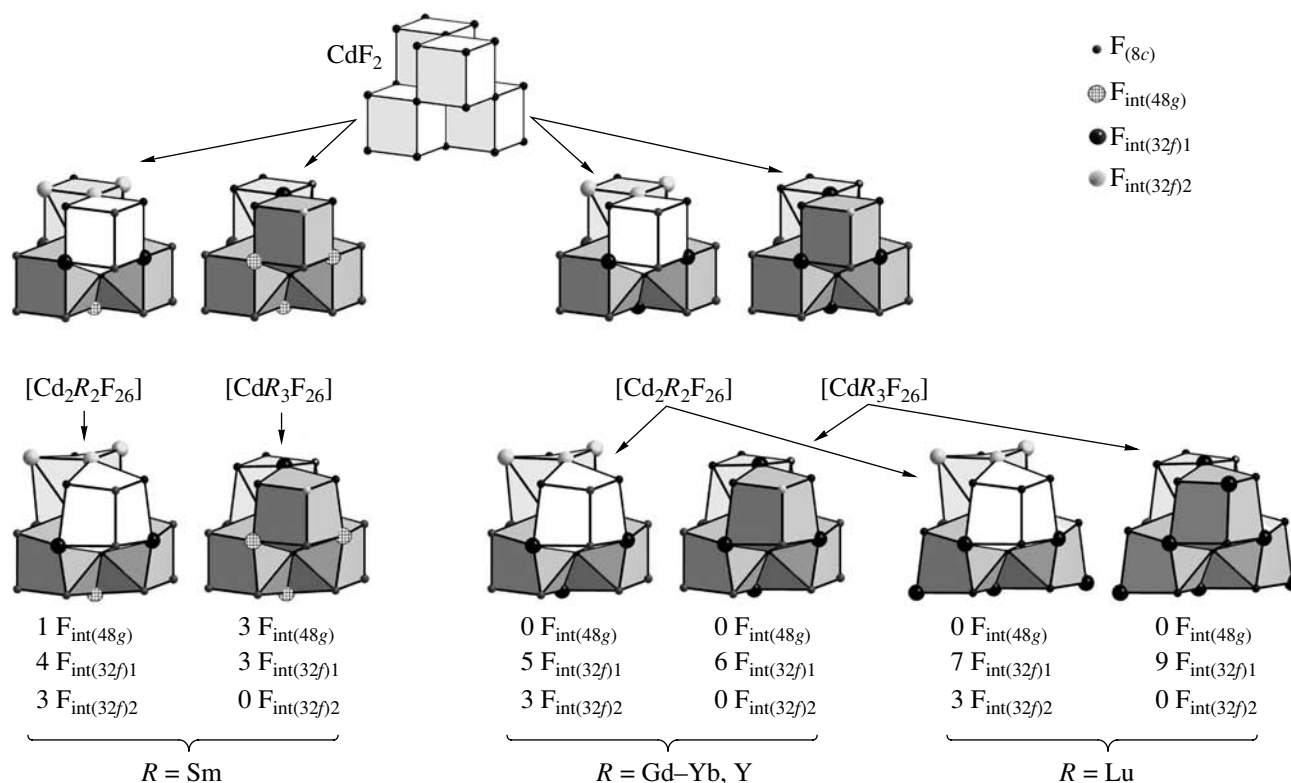 CdF2
F(8c)
Fint(48g)
Fint(32f)1
Fint(32f)2
[Cd2R2F26] [CdR3F26] [Cd2R2F26] [CdR3F26]
1 Fint(48g) 3 Fint(48g) 0 Fint(48g) 0 Fint(48g) 0 Fint(48g) 0 Fint(48g)
4 Fint(32f)1 3 Fint(32f)1 5 Fint(32f)1 6 Fint(32f)1 7 Fint(32f)1 9 Fint(32f)1
3 Fint(32f)2 0 Fint(32f)2 3 Fint(32f)2 0 Fint(32f)2 3 Fint(32f)2 0 Fint(32f)2
R = Sm R = Gd–Yb, Y R = Lu